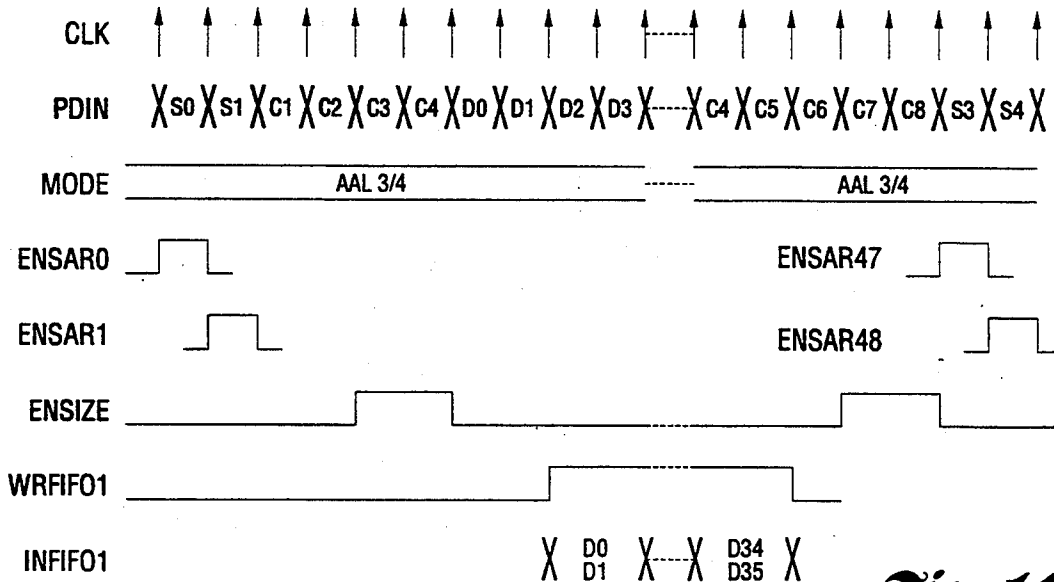 CLK
PDIN S0 S1 C1 C2 C3 C4 D0 D1 D2 D3 C4 C5 C6 C7 C8 S3 S4
MODE AAL 3/4 AAL 3/4
ENSAR0 ENSAR47
ENSAR1 ENSAR48
ENSIZE
WRFIFO1
INFIFO1 D0 D34
D1 D35